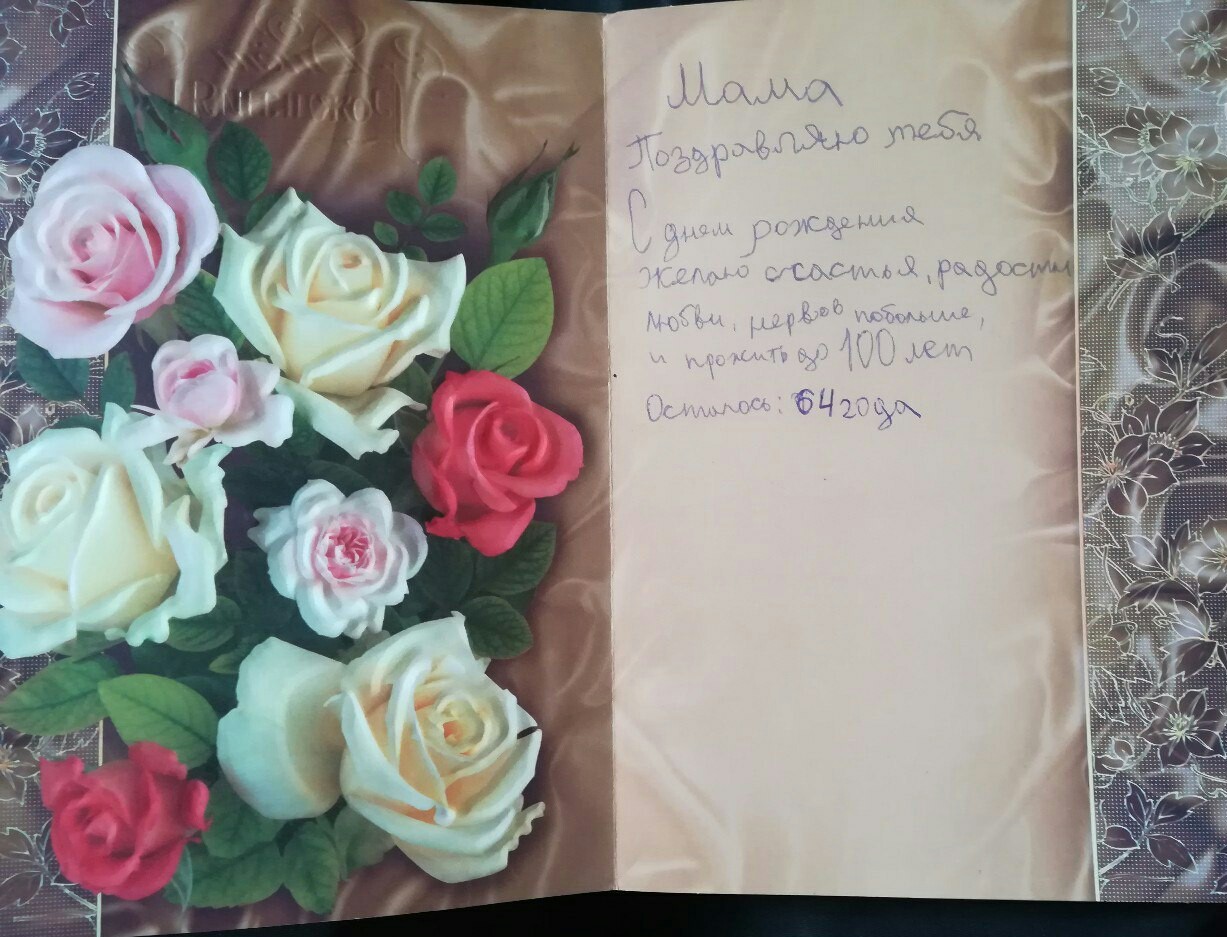 Мама
Поздравляю тебя
С днем рождения
желаю счастья, радости
любви, нервов побольше,
и прожить до 100 лет
Осталось: 64 года